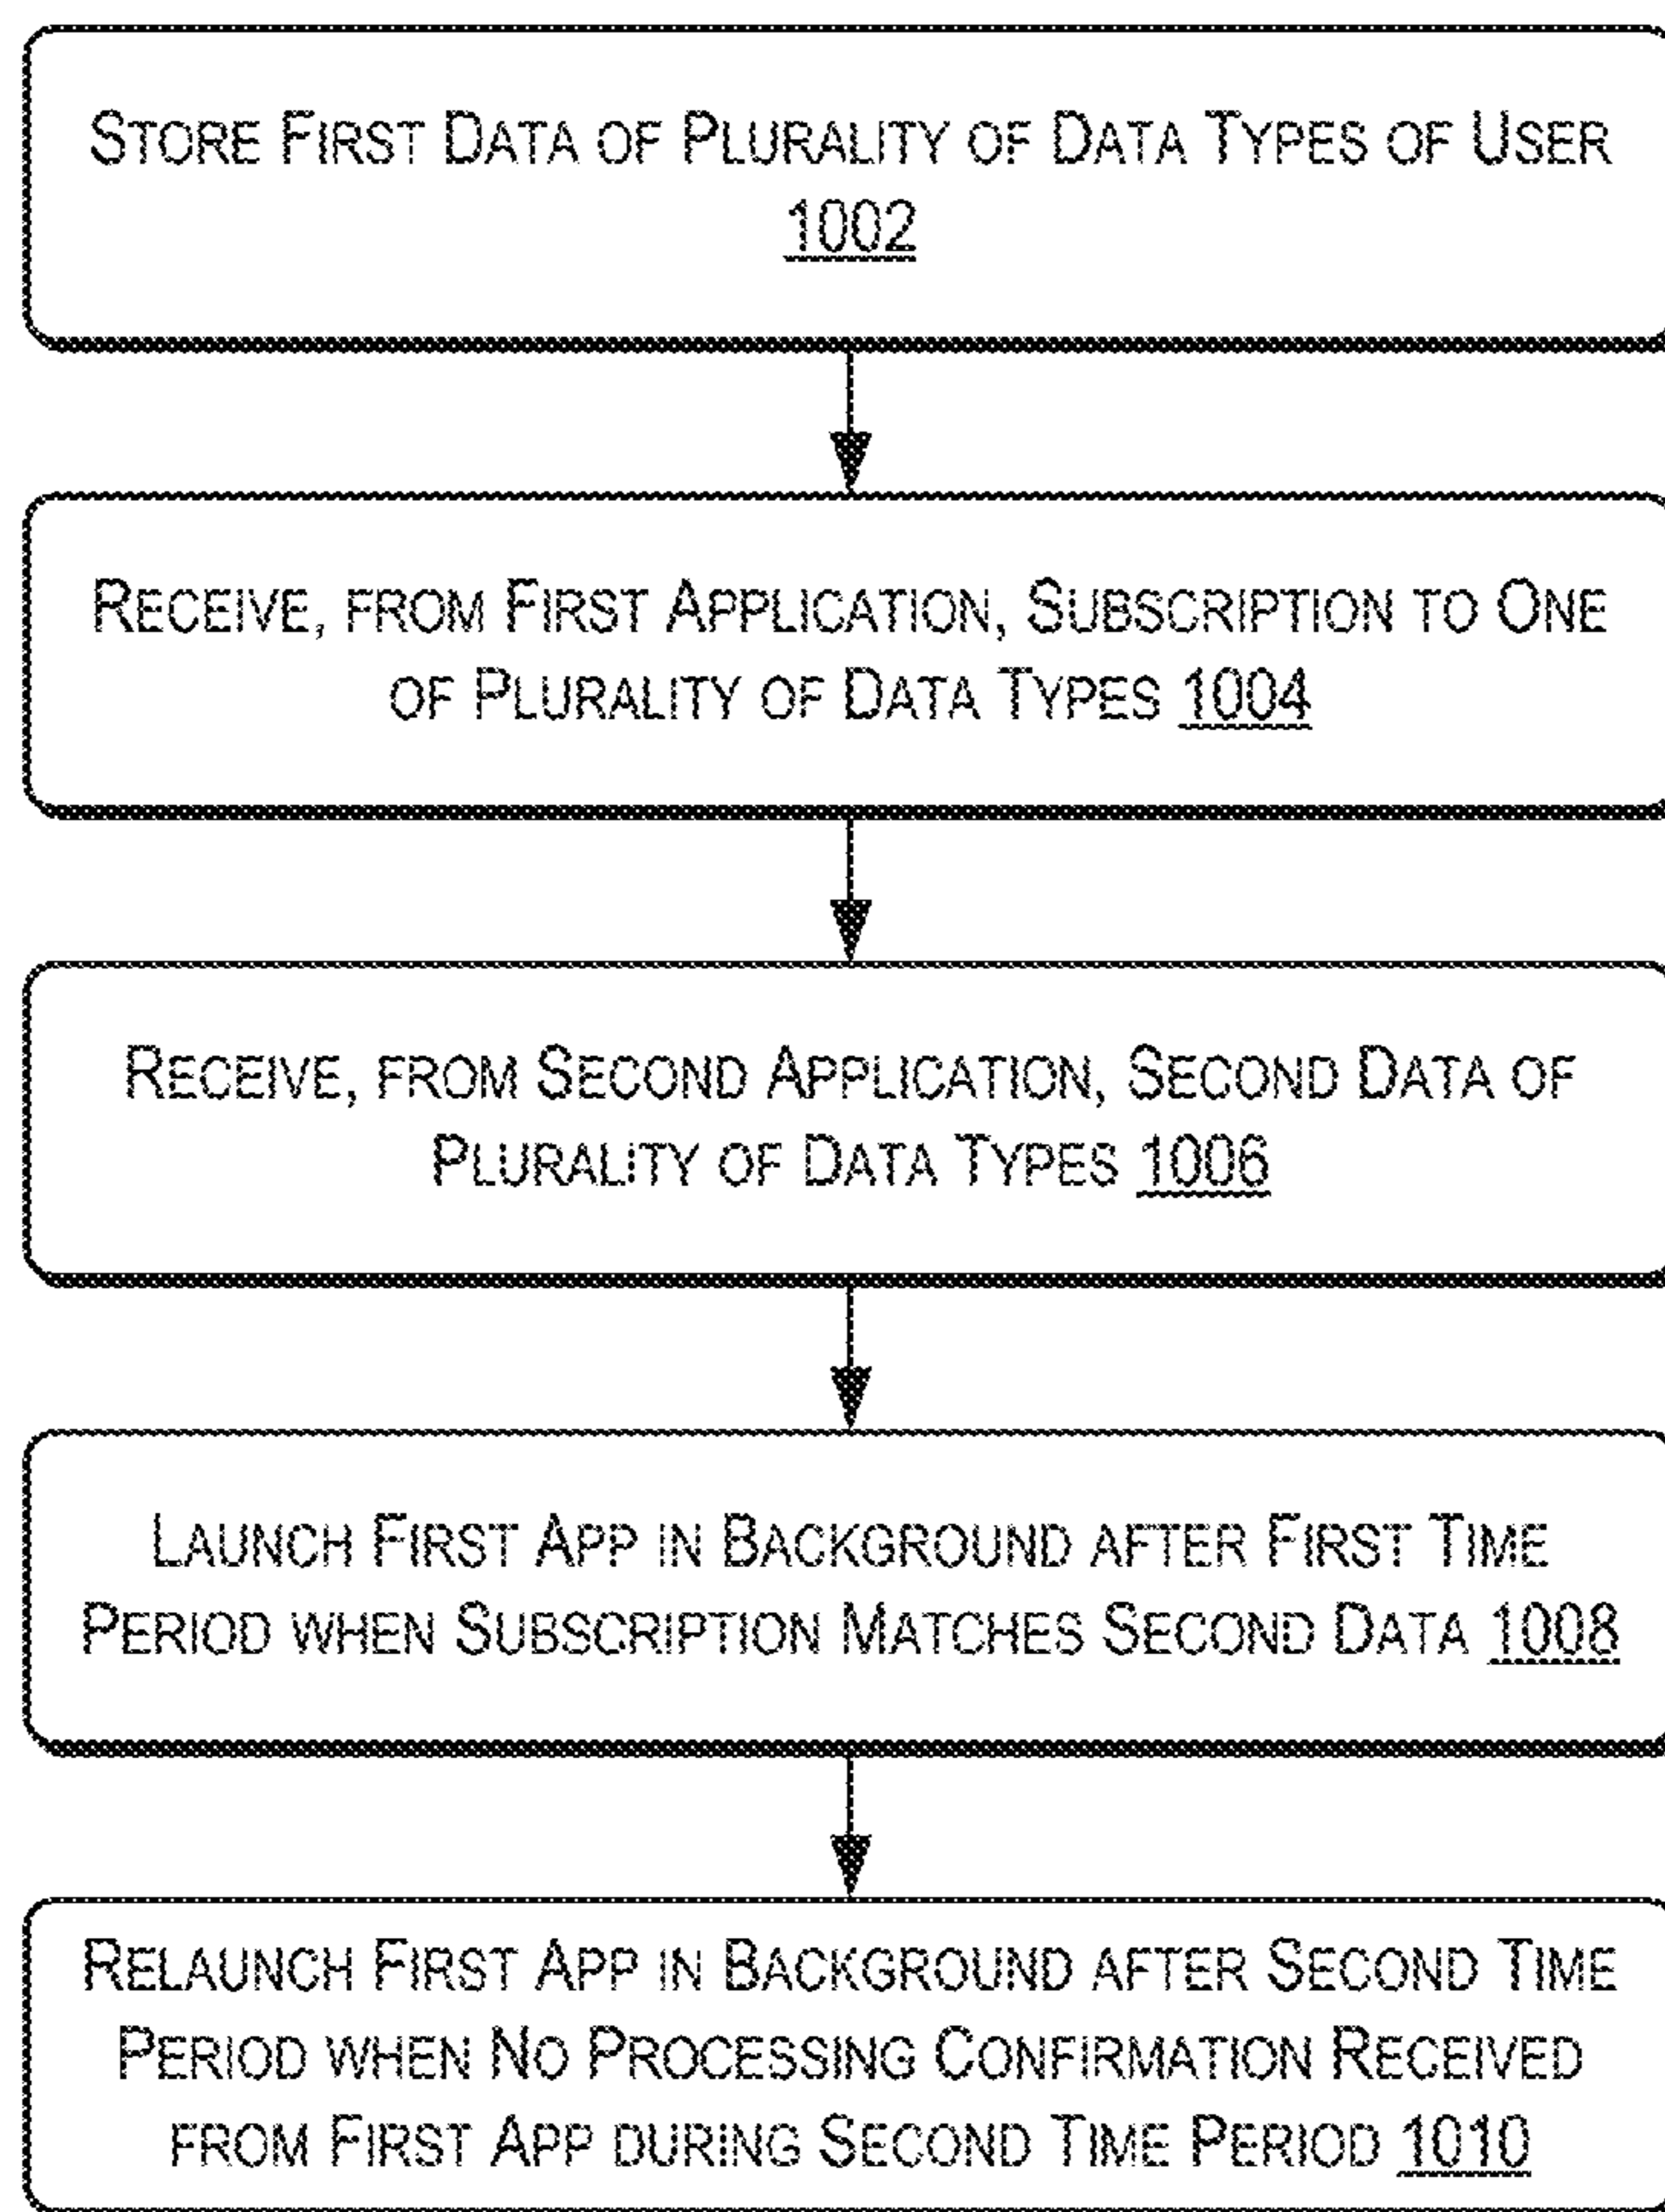 STORE FIRST DATA OF PLURALITY OF DATA TYPES OF USER
1002
RECEIVE, FROM FIRST APPLICATION, SUBSCRIPTION TO ONE
OF PLURALITY OF DATA TYPES 1004
RECEIVE, FROM SECOND APPLICATION, SECOND DATA OF
PLURALITY OF DATA TYPES 1006
LAUNCH FIRST APP IN BACKGROUND AFTER FIRST TIME
PERIOD WHEN SUBSCRIPTION MATCHES SECOND DATA 1008
RELAUNCH FIRST APP IN BACKGROUND AFTER SECOND TIME
PERIOD WHEN NO PROCESSING CONFIRMATION RECEIVED
FROM FIRST APP DURING SECOND TIME PERIOD 1010